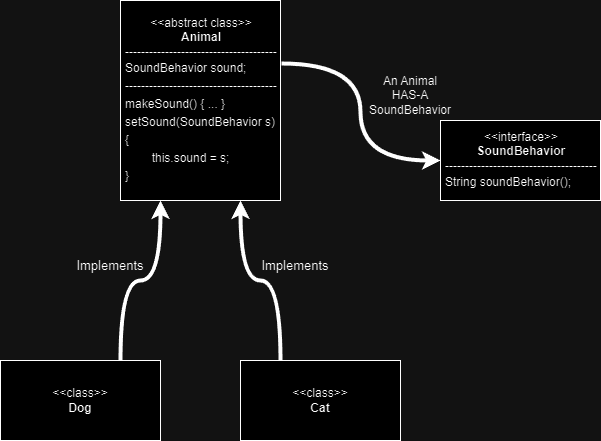 <<abstract class>>
Animal
--------------------------------------
SoundBehavior sound;
--------------------------------------
makeSound() { ... }
setSound(SoundBehavior s)
{
this.sound = s;
}
An Animal
HAS-A
SoundBehavior
<<interface>>
SoundBehavior
--------------------------------------
String soundBehavior();
Implements
Implements
<<class>>
Dog
<<class>>
Cat